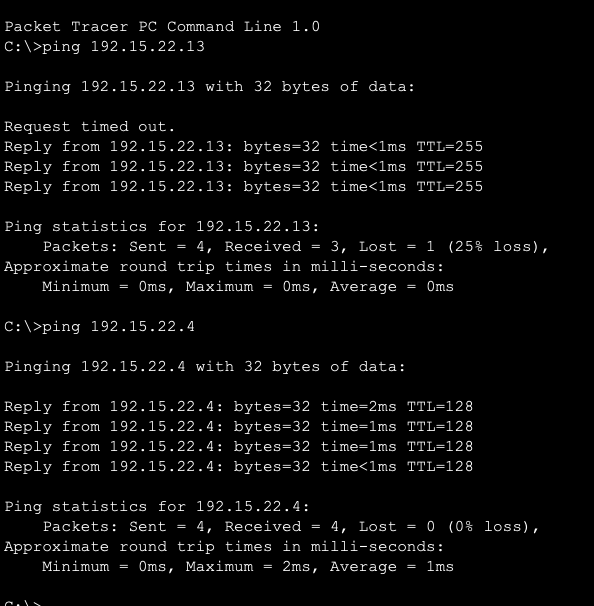 Packet Tracer PC Command Line 1.0
C:\>ping 192.15.22.13
Pinging 192.15.22.13 with 32 bytes of data:
Request timed out.
Reply from 192.15.22.13: bytes=32 time<1ms TTL=255
Reply from 192.15.22.13: bytes=32 time<1ms TTL=255
Reply from 192.15.22.13: bytes=32 time<1ms TTL=255
Ping statistics for 192.15.22.13:
Packets: Sent = 4, Received = 3, Lost = 1 (25% loss),
Approximate round trip times in milli-seconds:
Minimum = 0ms, Maximum = 0ms, Average = 0ms
C:\>ping 192.15.22.4
Pinging 192.15.22.4 with 32 bytes of data:
Reply from 192.15.22.4: bytes=32 time=2ms TTL=128
Reply from 192.15.22.4: bytes=32 time=1ms TTL=128
Reply from 192.15.22.4: bytes=32 time=1ms TTL=128
Reply from 192.15.22.4: bytes=32 time<1ms TTL=128
Ping statistics for 192.15.22.4:
Packets: Sent = 4, Received = 4, Lost = 0 (0% loss),
Approximate round trip times in milli-seconds:
Minimum = 0ms, Maximum = 2ms, Average = 1ms
C:\>